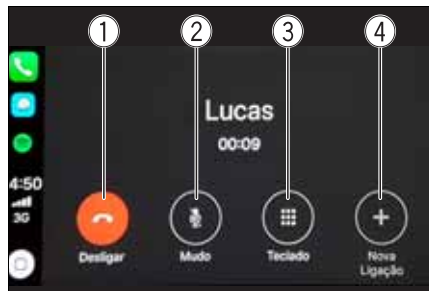 1 2 3 4
Lucas
00:09
4:50
3G
Desligar Mudo Teclado Nova
Ligação